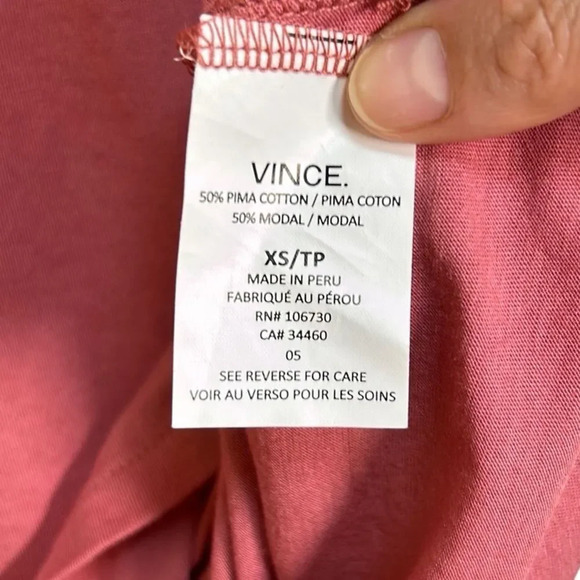 VINCE.
50% PIMA COTTON / PIMA COTON
50% MODAL / MODAL
XS/TP
MADE IN PERU
FABRIQUÉ AU PÉROU
RN# 106730
CA# 34460
05
SEE REVERSE FOR CARE
VOIR AU VERSO POUR LES SOINS